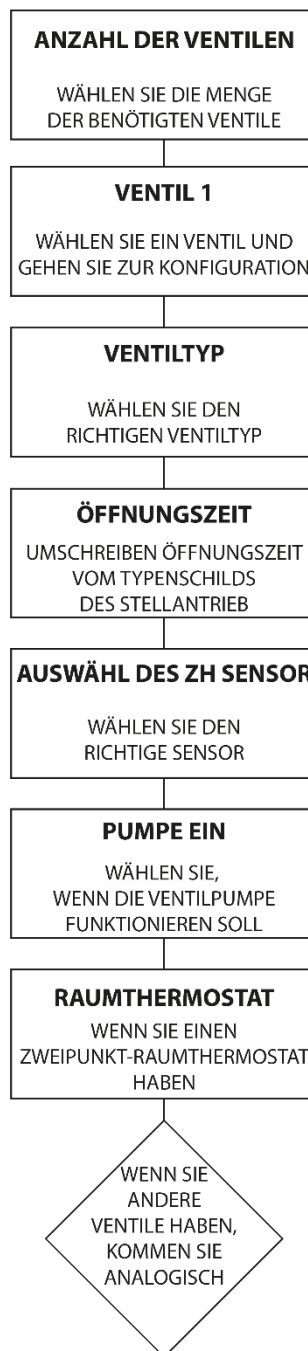 ANZAHL DER VENTILEN
WÄHLEN SIE DIE MENGE
DER BENÖTIGTEN VENTILE
VENTIL 1
WÄHLEN SIE EIN VENTIL UND
GEHEN SIE ZUR KONFIGURATION
VENTILTYP
WÄHLEN SIE DEN
RICHTIGEN VENTILTYP
ÖFFNUNGSZEIT
UMSCHREIBEN ÖFFNUNGSZEIT
VOM TYPENSCHILDS
DES STELLANTRIEB
AUSWÄHL DES ZH SENSOR
WÄHLEN SIE DEN
RICHTIGE SENSOR
PUMPE EIN
WÄHLEN SIE,
WENN DIE VENTILPUMPE
FUNKTIONIEREN SOLL
RAUMTHERMOSTAT
WENN SIE EINEN
ZWEIPUNKT-RAUMTHERMOSTAT
HABEN
WENN SIE
ANDERE
VENTILE HABEN,
KOMMEN SIE
ANALOGISCH